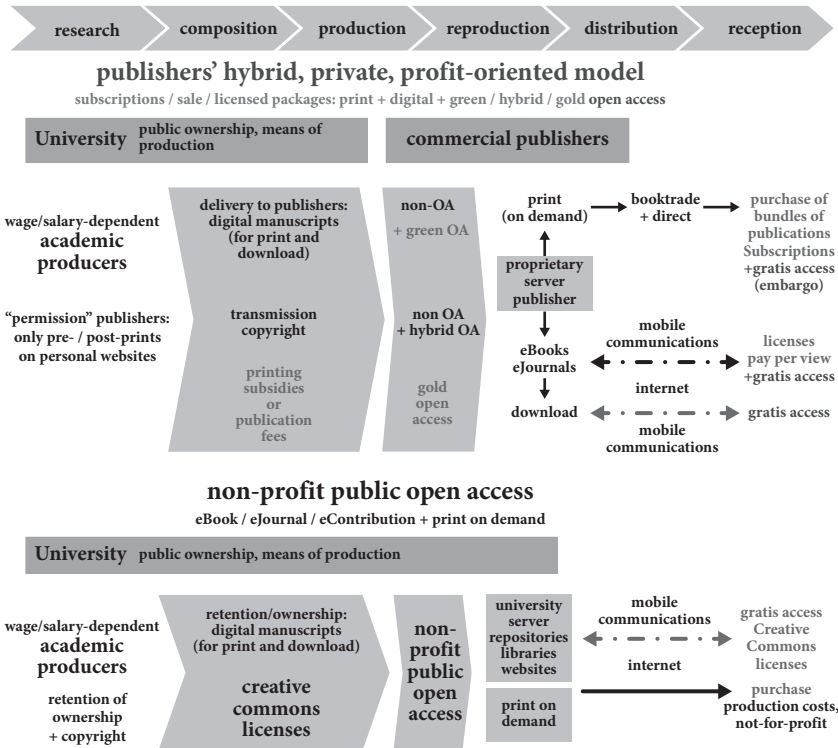 research
composition
production
reproduction
distribution
reception
publishers’ hybrid, private, profit-oriented model
subscriptions / sale / licensed packages: print + digital + green / hybrid / gold open access
University public ownership, means of
production
commercial publishers
wage/salary-dependent
academic
producers
“permission” publishers:
only pre- / post-prints
on personal websites
delivery to publishers:
digital manuscripts
(for print and
download)
transmission
copyright
printing
subsidies
or
publication
fees
non-OA
+ green OA
non OA
+ hybrid OA
gold
open
access
print
(on demand)
proprietary
server
publisher
eBooks
eJournals
download
booktrade
+ direct
mobile
communications
internet
mobile
communications
purchase of
bundles of
publications
Subscriptions
+gratis access
(embargo)
licenses
pay per view
+gratis access
gratis access
non-profit public open access
eBook / eJournal / eContribution + print on demand
University public ownership, means of production
wage/salary-dependent
academic
producers
retention of
ownership
+ copyright
retention/ownership:
digital manuscripts
(for print and download)
creative
commons
licenses
non-
profit
public
open
access
university
server
repositories
libraries
websites
print on
demand
mobile
communications
internet
gratis access
Creative
Commons
licenses
purchase
production costs,
not-for-profit